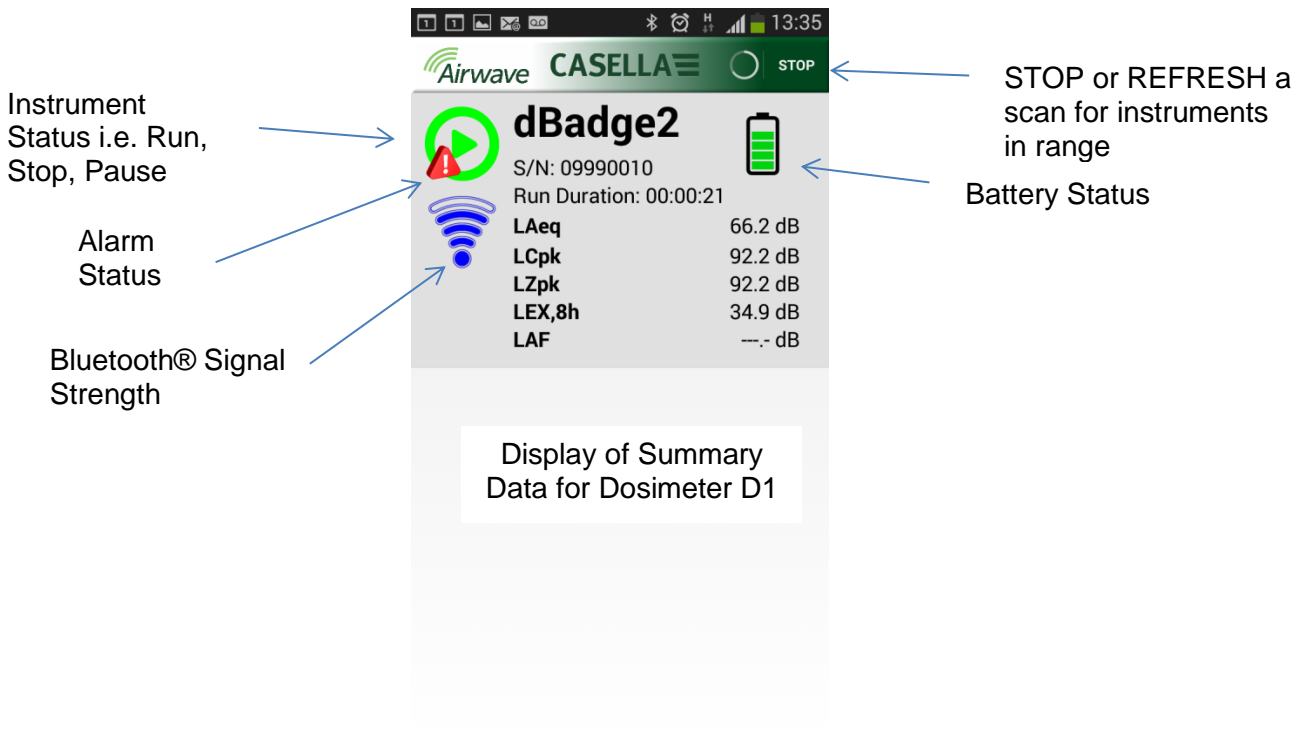 13:35
Airwave CASELLA STOP
STOP or REFRESH a
scan for instruments
in range
Instrument
Status i.e. Run,
Stop, Pause
dBadge2
S/N: 09990010
Run Duration: 00:00:21
Battery Status
LAeq 66.2 dB
LCpk 92.2 dB
LZpk 92.2 dB
LEX,8h 34.9 dB
LAF ---.- dB
Alarm
Status
Bluetooth® Signal
Strength
Display of Summary
Data for Dosimeter D1